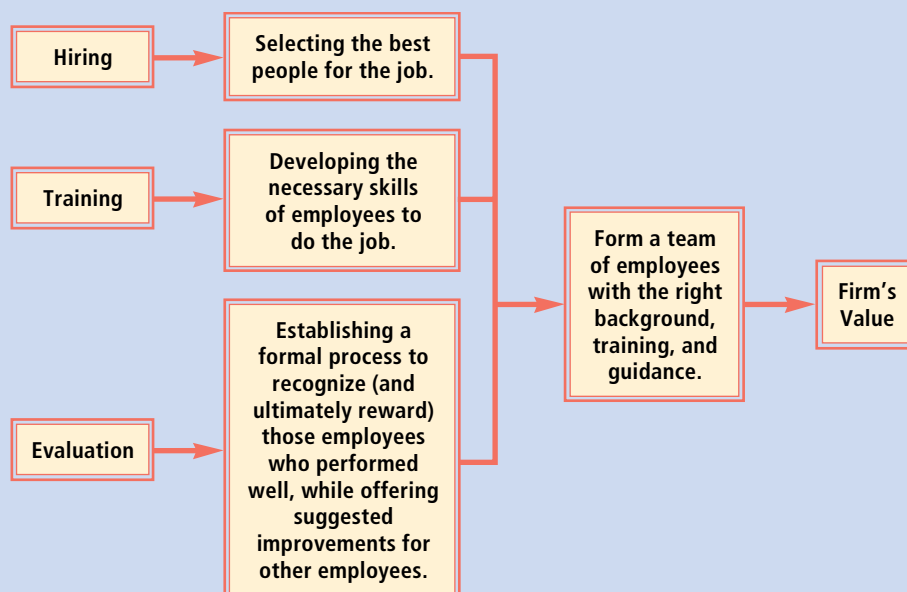 Hiring
Selecting the best
people for the job.
Training
Developing the
necessary skills
of employees to
do the job.
Evaluation
Establishing a
formal process to
recognize (and
ultimately reward)
those employees
who performed
well, while offering
suggested
improvements for
other employees.
Form a team
of employees
with the right
background,
training, and
guidance.
Firm's
Value